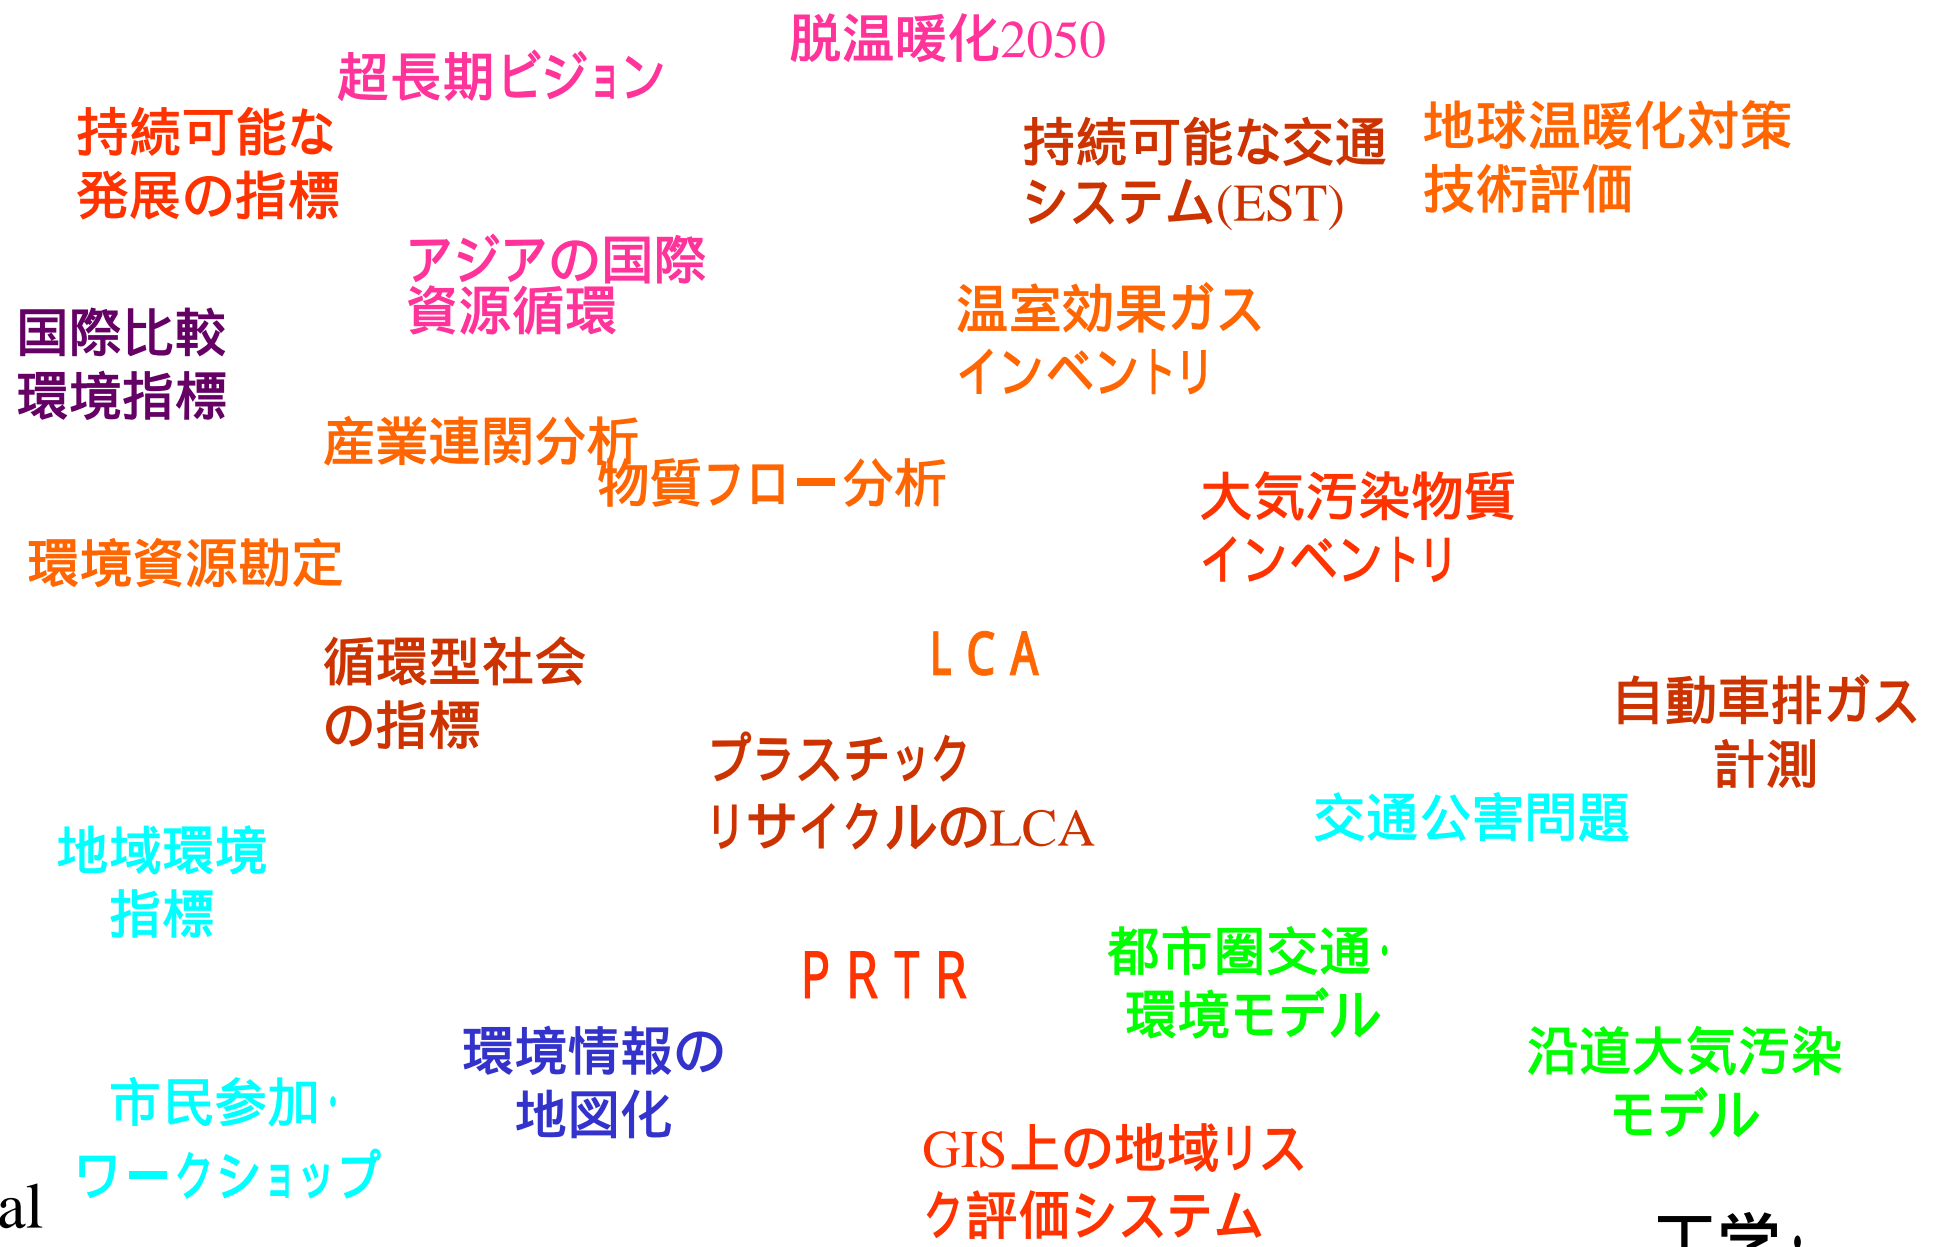 脱温暖化2050
超長期ビジョン
持続可能な
発展の指標
持続可能な交通
システム(EST)
地球温暖化対策
技術評価
アジアの国際
資源循環
国際比較
環境指標
温室効果ガス
インベントリ
産業連関分析
物質フロー分析
大気汚染物質
インベントリ
環境資源勘定
循環型社会
の指標
LCA
自動車排ガス
計測
プラスチック
リサイクルのLCA
交通公害問題
地域環境
指標
都市圏交通・
環境モデル
PRTR
環境情報の
地図化
沿道大気汚染
モデル
市民参加・
ワークショップ
GIS上の地域リス
ク評価システム
al
工学・